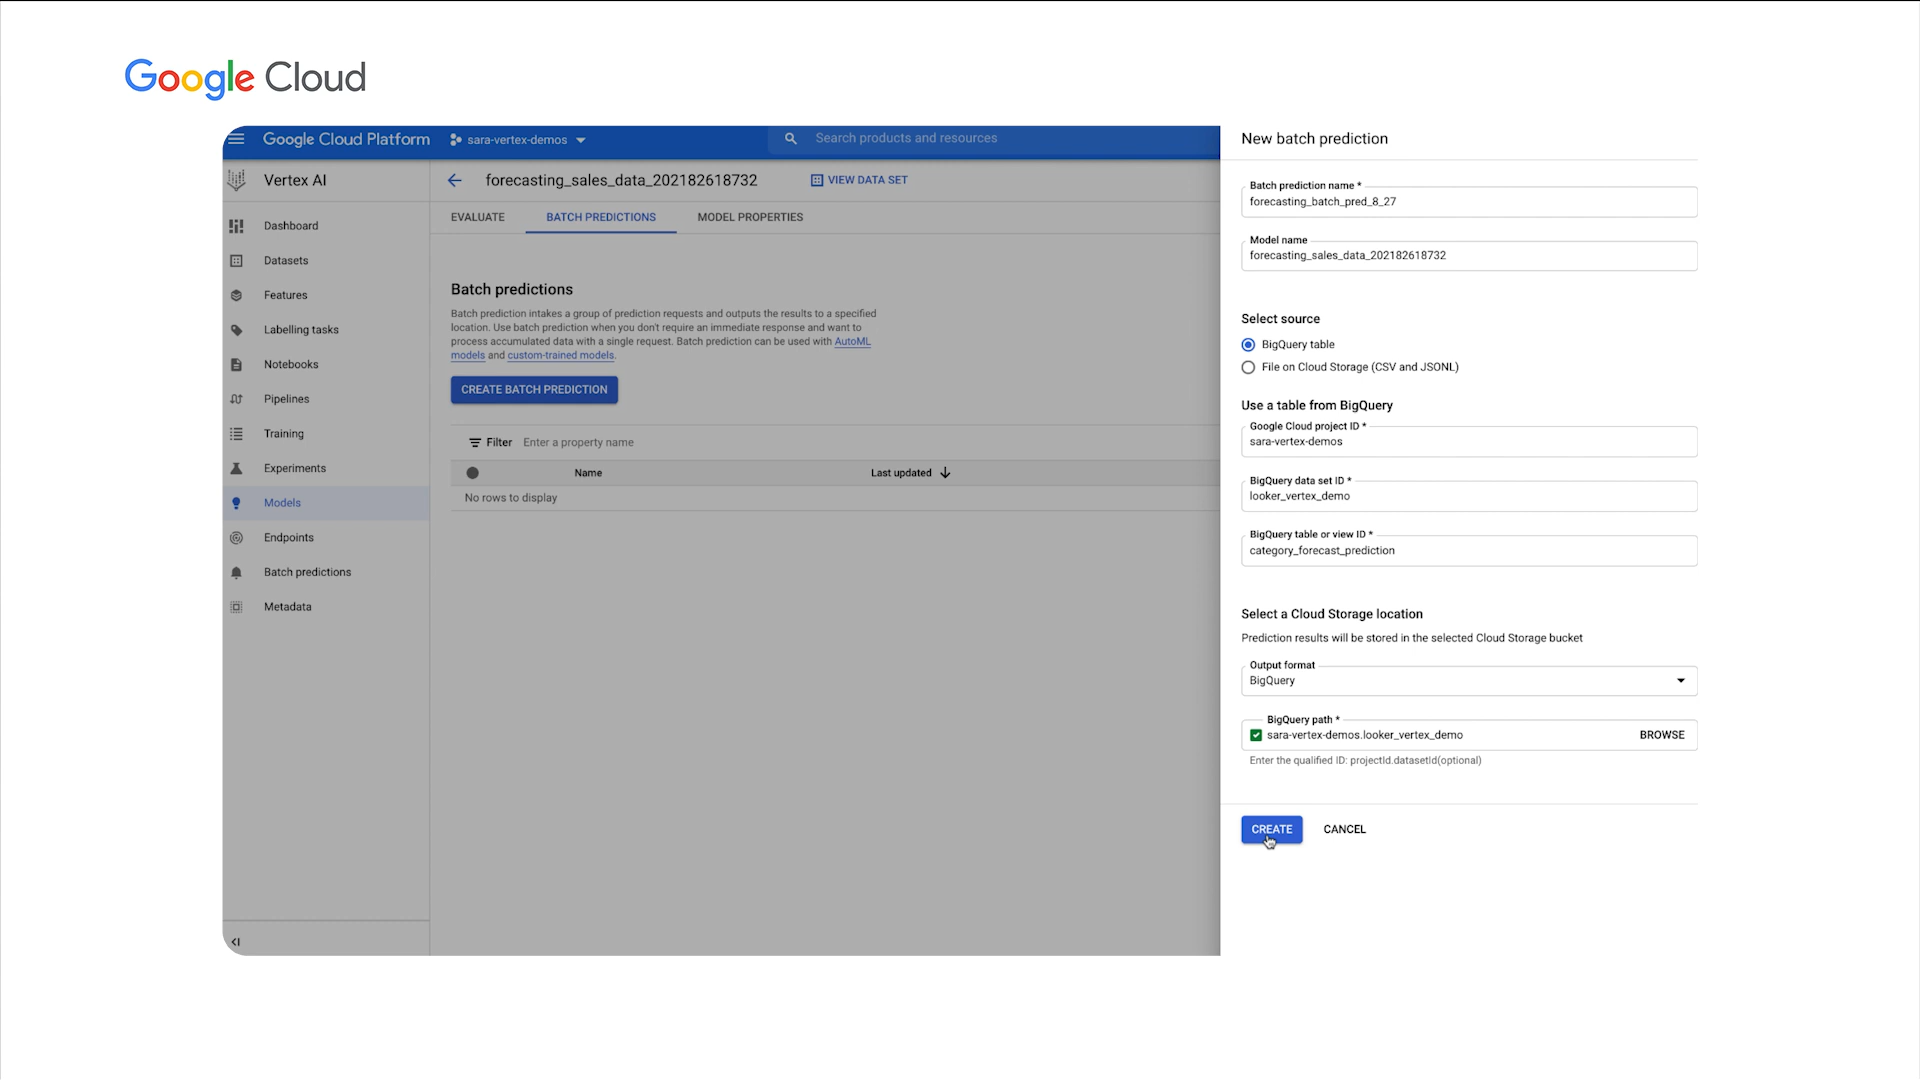 Google Cloud
Google Cloud Platform
sara-vertex-demos
Search products and resources
Vertex AI
forecasting_sales_data_202182618732
VIEW DATA SET
Dashboard
Datasets
Features
Labelling tasks
Notebooks
Pipelines
Training
Experiments
Models
Endpoints
Batch predictions
Metadata
EVALUATE
BATCH PREDICTIONS
MODEL PROPERTIES
Batch predictions
Batch prediction intakes a group of prediction requests and outputs the results to a specified
location. Use batch prediction when you don't require an immediate response and want to
process accumulated data with a single request. Batch prediction can be used with AutoML
models and custom-trained models.
CREATE BATCH PREDICTION
Filter Enter a property name
Name Last updated
No rows to display
New batch prediction
Batch prediction name *
forecasting_batch_pred_8_27
Model name
forecasting_sales_data_202182618732
Select source
BigQuery table
File on Cloud Storage (CSV and JSONL)
Use a table from BigQuery
Google Cloud project ID *
sara-vertex-demos
BigQuery data set ID *
looker_vertex_demo
BigQuery table or view ID *
category_forecast_prediction
Select a Cloud Storage location
Prediction results will be stored in the selected Cloud Storage bucket
Output format
BigQuery
BigQuery path *
sara-vertex-demos.looker_vertex_demo
BROWSE
Enter the qualified ID: projectId.datasetId(optional)
CREATE
CANCEL